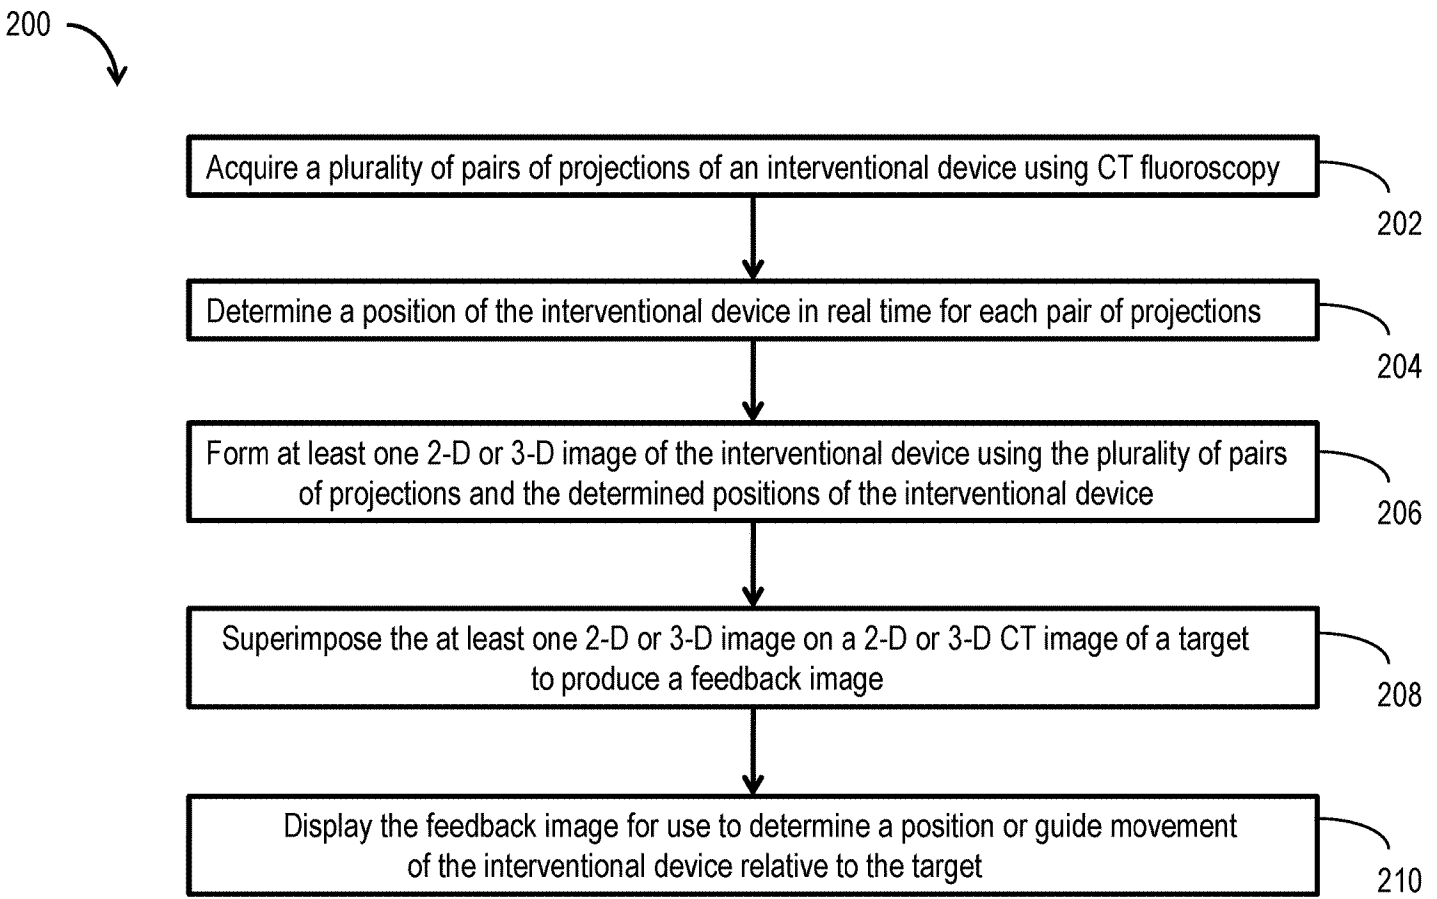 200
Acquire a plurality of pairs of projections of an interventional device using CT fluoroscopy
202
Determine a position of the interventional device in real time for each pair of projections
204
Form at least one 2-D or 3-D image of the interventional device using the plurality of pairs
of projections and the determined positions of the interventional device
206
Superimpose the at least one 2-D or 3-D image on a 2-D or 3-D CT image of a target
to produce a feedback image
208
Display the feedback image for use to determine a position or guide movement
of the interventional device relative to the target
210